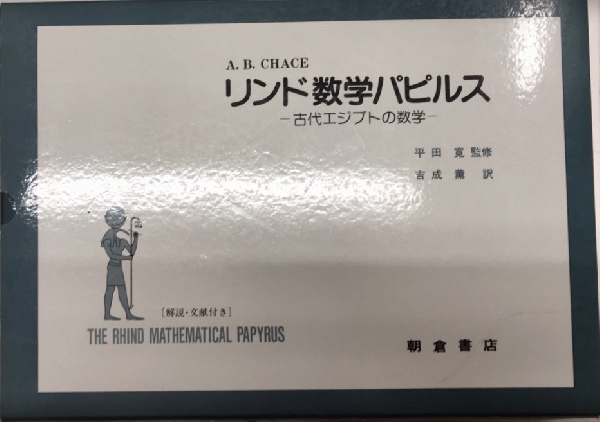 A. B. CHACE
リンド数学パピルス
－古代エジプトの数学－
平田 寛 監修
吉成 薫 訳
[解説・文献付き]
THE RHIND MATHEMATICAL PAPYRUS
朝倉書店